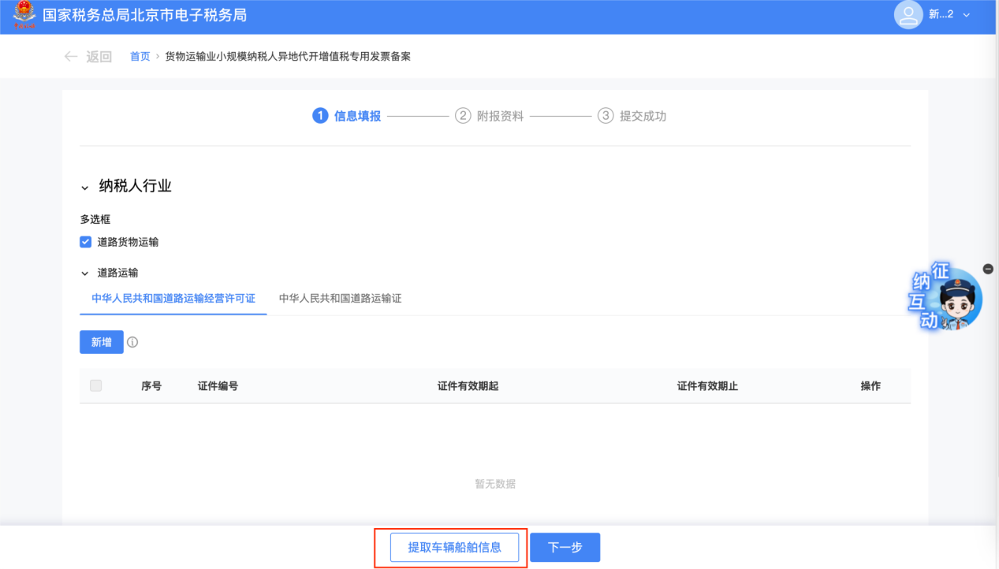 国家税务总局北京市电子税务局
新...2
返回 首页 › 货物运输业小规模纳税人异地代开增值税专用发票备案
1 信息填报 2 附报资料 3 提交成功
纳税人行业
多选框
道路货物运输
道路运输
中华人民共和国道路运输经营许可证 中华人民共和国道路运输证
征
纳
互
动
新增
序号 证件编号 证件有效期起 证件有效期止 操作
暂无数据
提取车辆船舶信息 下一步